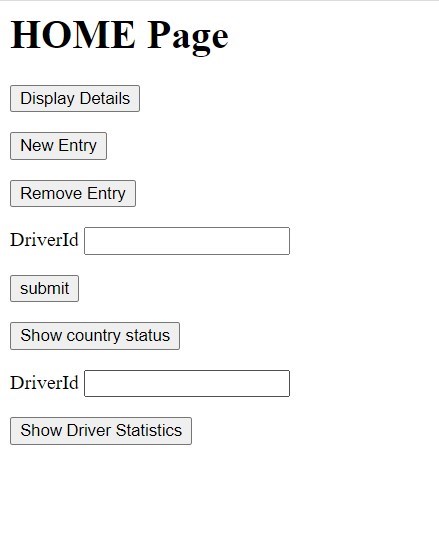 HOME Page
Display Details
New Entry
Remove Entry
DriverId
submit
Show country status
DriverId
Show Driver Statistics